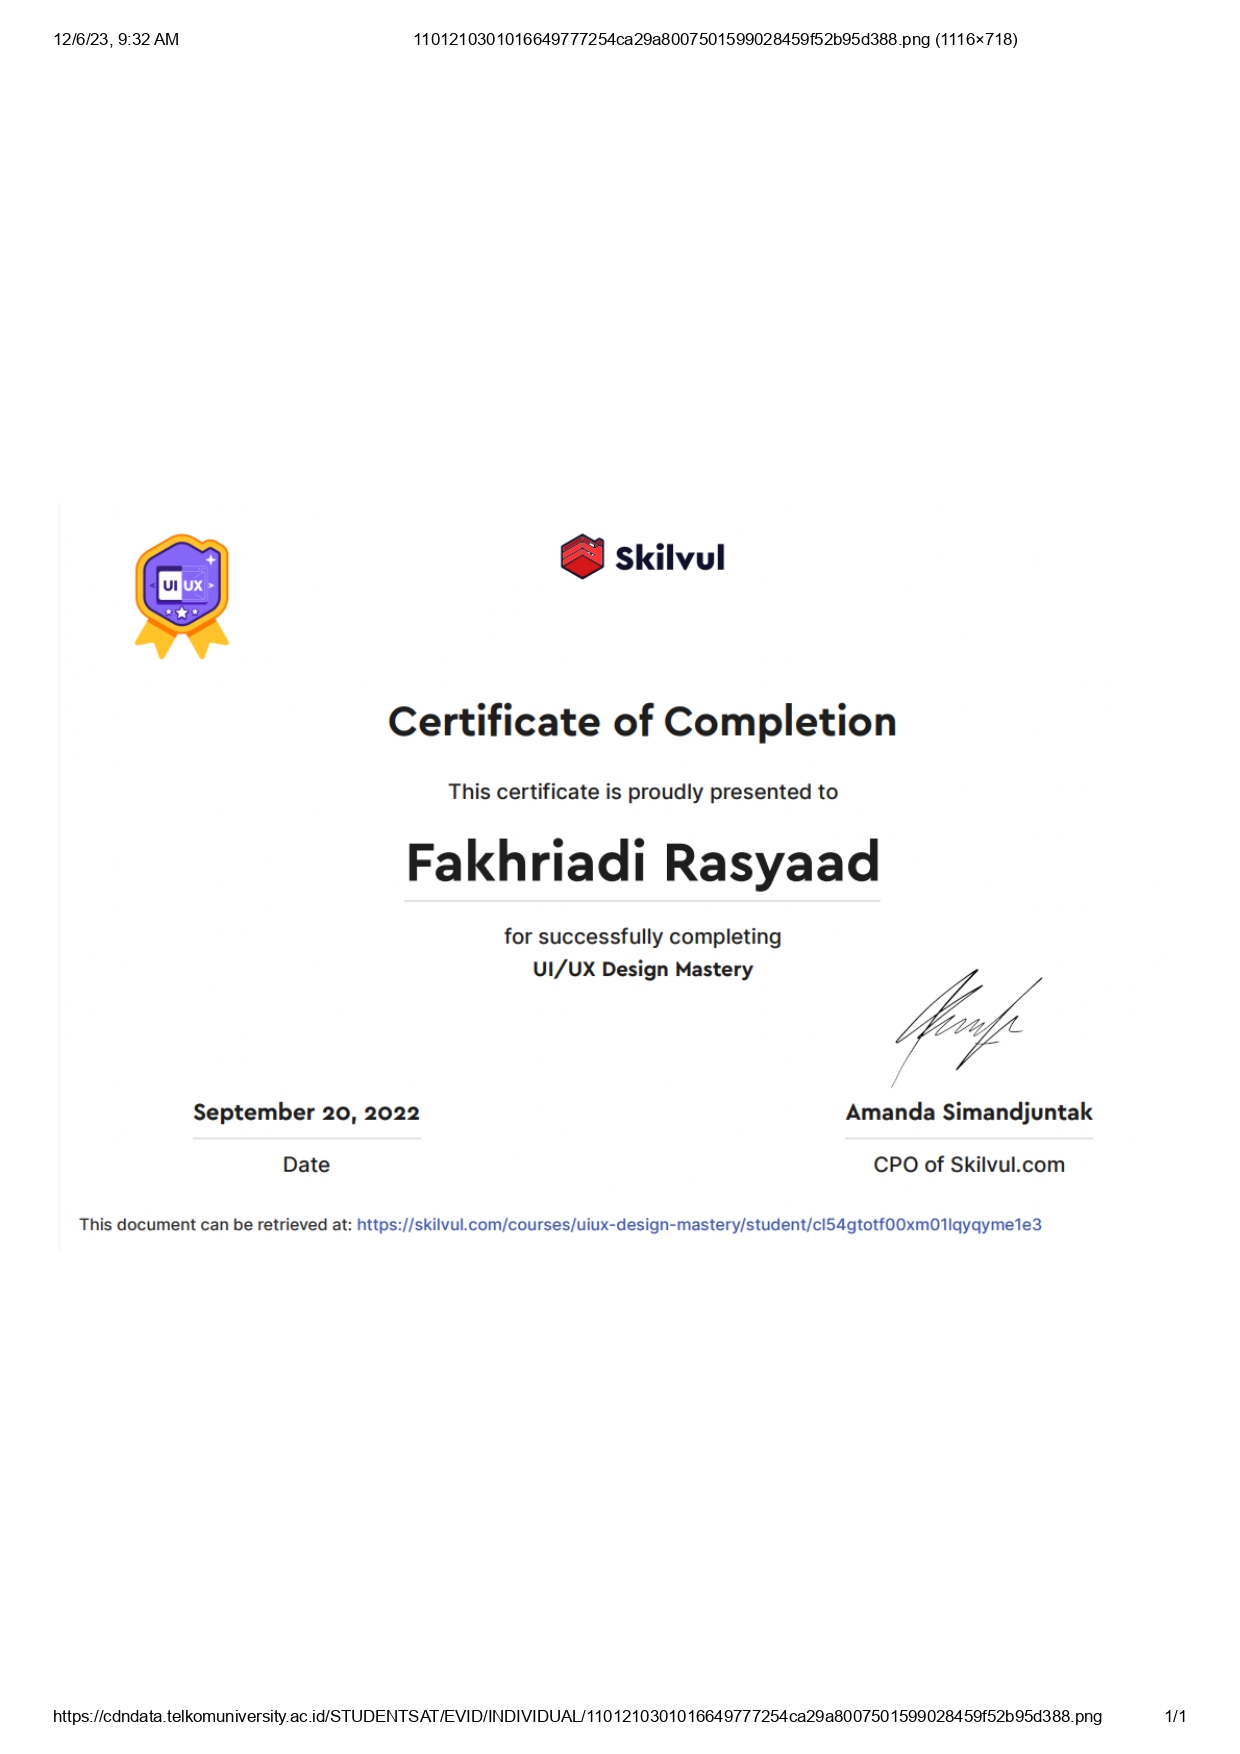 12/6/23, 9:32 AM
1101210301016649777254ca29a8007501599028459f52b95d388.png (1116×718)
UI UX
Skilvul
Certificate of Completion
This certificate is proudly presented to
Fakhriadi Rasyaad
for successfully completing
UI/UX Design Mastery
September 20, 2022
Amanda Simandjuntak
Date
CPO of Skilvul.com
This document can be retrieved at: https://skilvul.com/courses/uiux-design-mastery/student/cl54gtotf00xm01lqyqyme1e3
https://cdndata.telkomuniversity.ac.id/STUDENTSAT/EVID/INDIVIDUAL/1101210301016649777254ca29a8007501599028459f52b95d388.png
1/1